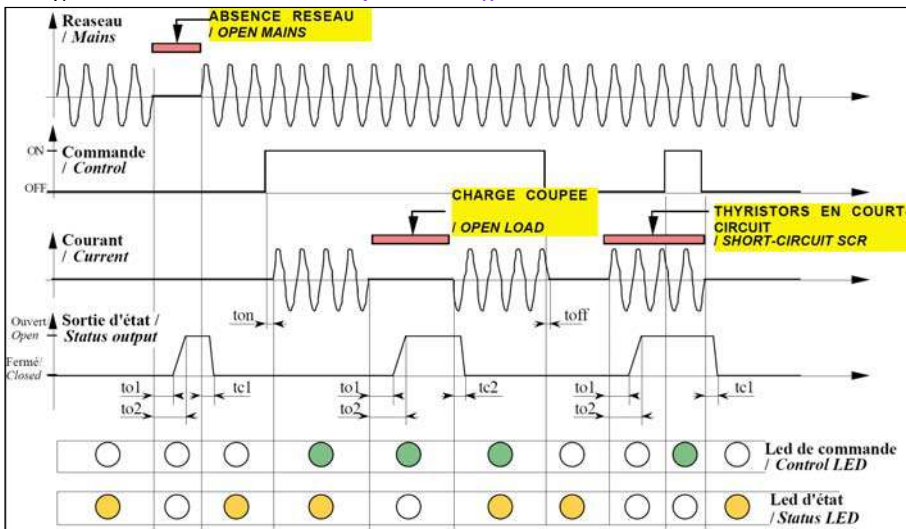 Reaseau
/ Mains
ABSENCE RESEAU
/ OPEN MAINS
ON
OFF
Commande
/ Control
CHARGE COUPEE
/ OPEN LOAD
THYRISTORS EN COURT-
CIRCUIT
/ SHORT-CIRCUIT SCR
Courant
/ Current
ton
toff
Ouvert
Open
Sortie d'état /
Status output
Fermé/
Closed
to1
tc1
to1
tc2
to1
tc1
to2
to2
to2
Led de commande
/ Control LED
Led d'état
/ Status LED